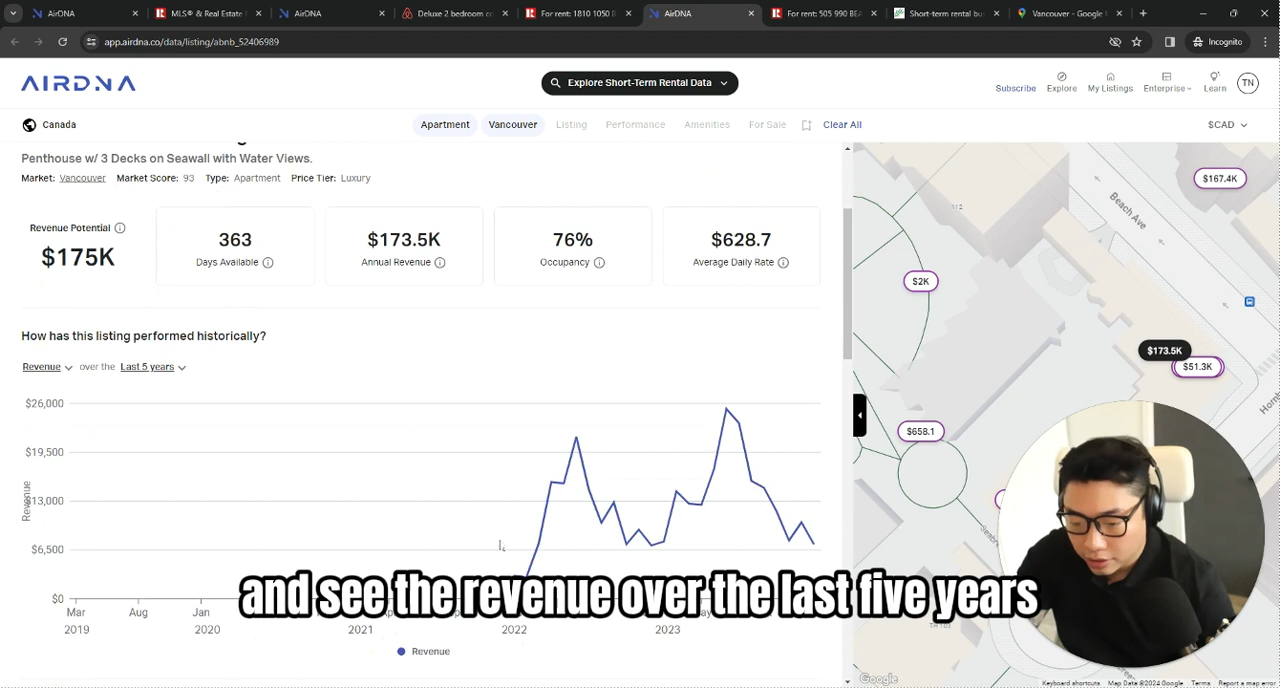 AirDNA
MLS® & Real Estate
AirDNA
Deluxe 2 bedroom co
For rent: 1810 1050 B
AirDNA
For rent: 505 990 BEA
Short-term rental bu
Vancouver - Google
app.airdna.co/data/listing/abnb_52406989
Incognito
AIRDNA
Explore Short-Term Rental Data
Subscribe
Explore
My Listings
Enterprise
Learn
TN
Canada
Apartment
Vancouver
Listing
Performance
Amenities
For Sale
Clear All
$CAD
Penthouse w/ 3 Decks on Seawall with Water Views.
Market: Vancouver Market Score: 93 Type: Apartment Price Tier: Luxury
Revenue Potential
$175K
363
Days Available
$173.5K
Annual Revenue
76%
Occupancy
$628.7
Average Daily Rate
How has this listing performed historically?
Revenue over the Last 5 years
$26,000
$19,500
$13,000
$6,500
$0
Revenue
Mar
2019
Aug
Jan
2020
2021
2022
2023
Revenue
and see the revenue over the last five years
$167.4K
Beach Ave
$2K
$173.5K
$51.3K
$658.1
Google
Keyboard shortcuts
Map Data ©2024 Google
Terms
Report a map error